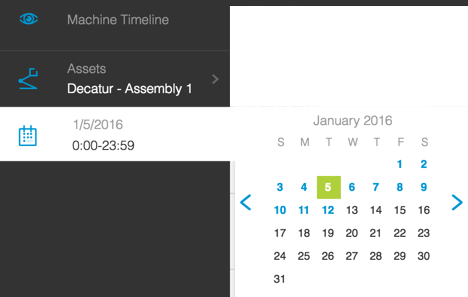 Machine Timeline
Assets
Decatur - Assembly 1
1/5/2016
0:00-23:59
January 2016
S M T W T F S
1 2
3 4 5 6 7 8 9
10 11 12 13 14 15 16
17 18 19 20 21 22 23
24 25 26 27 28 29 30
31